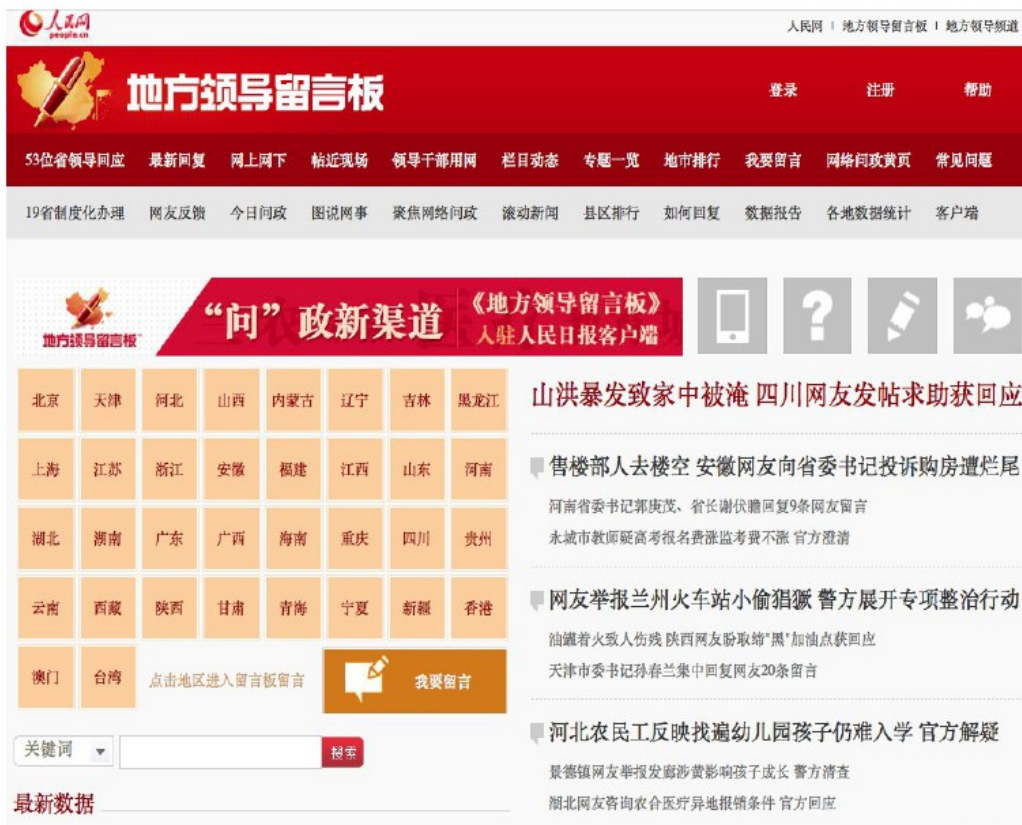 人民网
people.cn
人民网 | 地方领导留言板 | 地方领导频道
地方领导留言板
登录 注册 帮助
53位省领导回应 最新回复 网上网下 帖近现场 领导干部用网 栏目动态 专题一览 地市排行 我要留言 网络问政黄页 常见问题
19省制度化办理 网友反馈 今日问政 图说网事 聚焦网络问政 滚动新闻 县区排行 如何回复 数据报告 各地数据统计 客户端
地方领导留言板
“问”政新渠道
《地方领导留言板》
入驻人民日报客户端
北京 天津 河北 山西 内蒙古 辽宁 吉林 黑龙江
上海 江苏 浙江 安徽 福建 江西 山东 河南
湖北 湖南 广东 广西 海南 重庆 四川 贵州
云南 西藏 陕西 甘肃 青海 宁夏 新疆 香港
澳门 台湾 点击地区进入留言板留言 我要留言
关键词 搜索
最新数据
山洪暴发致家中被淹 四川网友发帖求助获回应
售楼部人去楼空 安徽网友向省委书记投诉购房遭烂尾
河南省委书记郭庚茂、省长谢伏瞻回复9条网友留言
永城市教师疑高考报名费涨监考费不涨 官方澄清
网友举报兰州火车站小偷猖獗 警方展开专项整治行动
油罐着火致人伤残 陕西网友盼取缔"黑"加油点获回应
天津市委书记孙春兰集中回复网友20条留言
河北农民工反映找遍幼儿园孩子仍难入学 官方解疑
景德镇网友举报发廊涉黄影响孩子成长 警方清查
湖北网友咨询农合医疗异地报销条件 官方回应